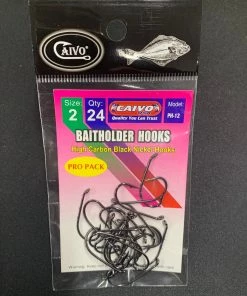 CAIVO
Size:
2
Qty:
24
CAIVO
Quality You Can Trust
Model:
PH-12
BAITHOLDER HOOKS
High Carbon Black Nickel Hooks
PRO PACK